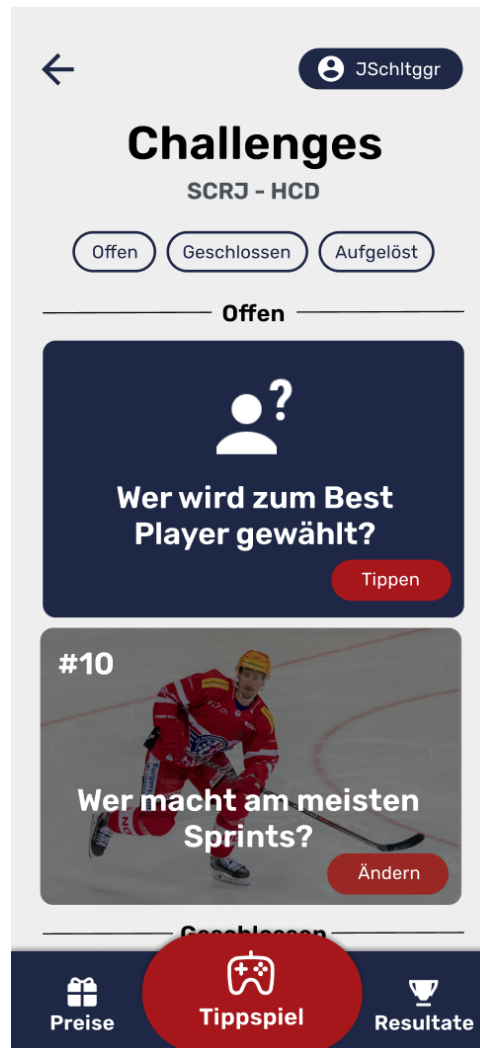 JSchltggr
Challenges
SCRJ - HCD
Offen
Geschlossen
Aufgelöst
Offen
?
Wer wird zum Best
Player gewählt?
Tippen
#10
Wer macht am meisten
Sprints?
Ändern
Geschlossen
Preise
Tippspiel
Resultate